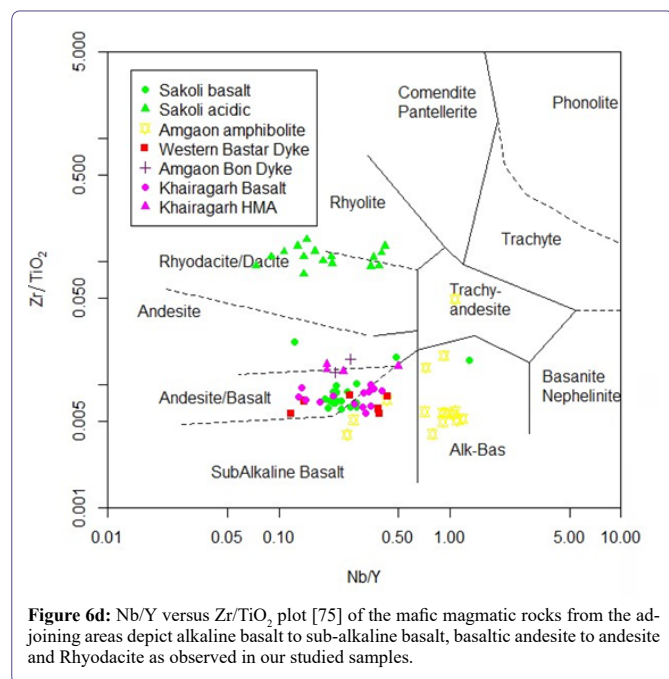 5.000
0.500
0.050
0.005
0.001
Zr/TiO2
Sakoli basalt
Sakoli acidic
Amgaon amphibolite
Western Bastar Dyke
Amgaon Bon Dyke
Khairagarh Basalt
Khairagarh HMA
Comendite
Pantellerite
Phonolite
Rhyolite
Trachyte
Rhyodacite/Dacite
Trachy-
andesite
Andesite
Andesite/Basalt
Basanite
Nephelinite
SubAlkaline Basalt
Alk-Bas
0.01
0.10
0.50
1.00
5.00
10.00
Nb/Y
Figure 6d: Nb/Y versus Zr/TiO2 plot [75] of the mafic magmatic rocks from the ad-
joining areas depict alkaline basalt to sub-alkaline basalt, basaltic andesite to andesite
and Rhyodacite as observed in our studied samples.